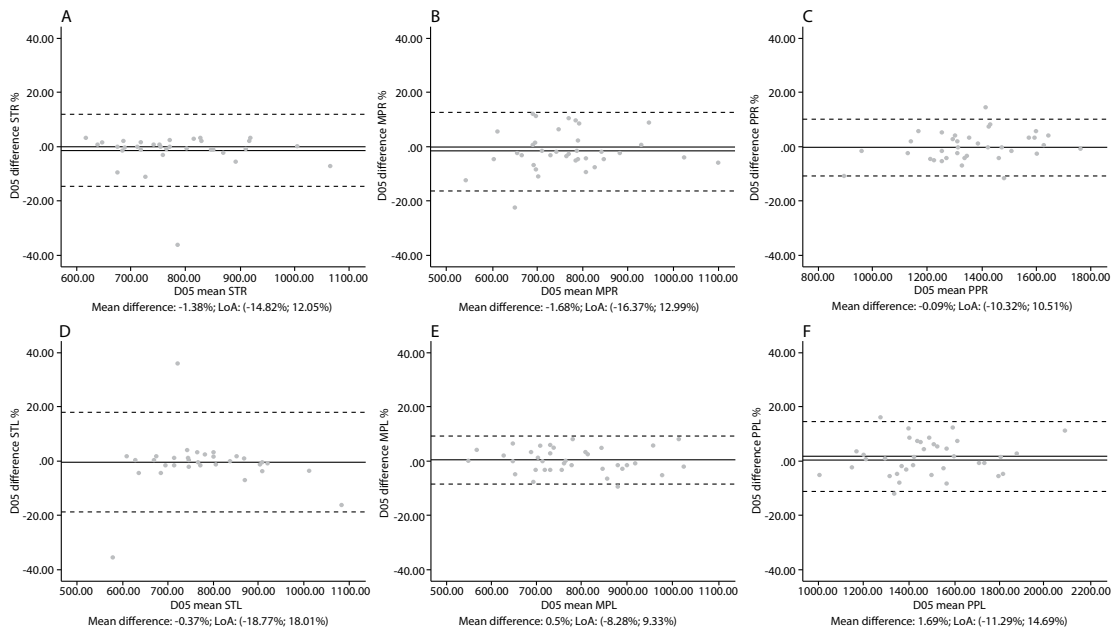 A
B
C
40.00
20.00
.00
-20.00
-40.00
D05 difference STR %
600.00 700.00 800.00 900.00 1000.00 1100.00
D05 mean STR
Mean difference: -1.38%; LoA: (-14.82%; 12.05%)
40.00
20.00
.00
-20.00
-40.00
D05 difference MPR %
500.00 600.00 700.00 800.00 900.00 1000.00 1100.00
D05 mean MPR
Mean difference: -1.68%; LoA: (-16.37%; 12.99%)
40.00
20.00
.00
-20.00
-40.00
D05 difference PPR %
800.00 1000.00 1200.00 1400.00 1600.00 1800.00
D05 mean PPR
Mean difference: -0.09%; LoA: (-10.32%; 10.51%)
D
E
F
40.00
20.00
.00
-20.00
-40.00
D05 difference STL %
500.00 600.00 700.00 800.00 900.00 1000.00 1100.00
D05 mean STL
Mean difference: -0.37%; LoA: (-18.77%; 18.01%)
40.00
20.00
.00
-20.00
-40.00
D05 difference MPL %
500.00 600.00 700.00 800.00 900.00 1000.00 1100.00
D05 mean MPL
Mean difference: 0.5%; LoA: (-8.28%; 9.33%)
40.00
20.00
.00
-20.00
-40.00
D05 difference PPL %
1000.00 1200.00 1400.00 1600.00 1800.00 2000.00 2200.00
D05 mean PPL
Mean difference: 1.69%; LoA: (-11.29%; 14.69%)